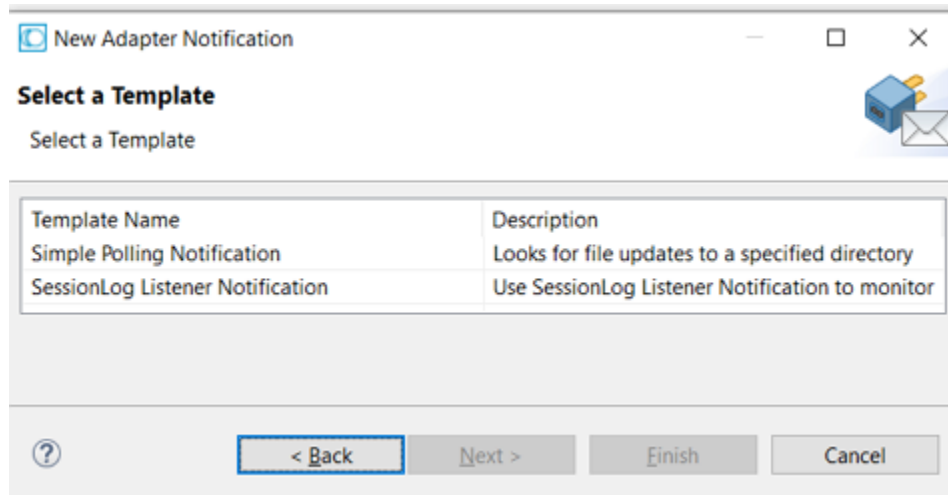 New Adapter Notification
Select a Template
Select a Template
Template Name Description
Simple Polling Notification Looks for file updates to a specified directory
SessionLog Listener Notification Use SessionLog Listener Notification to monitor
< Back Next > Finish Cancel